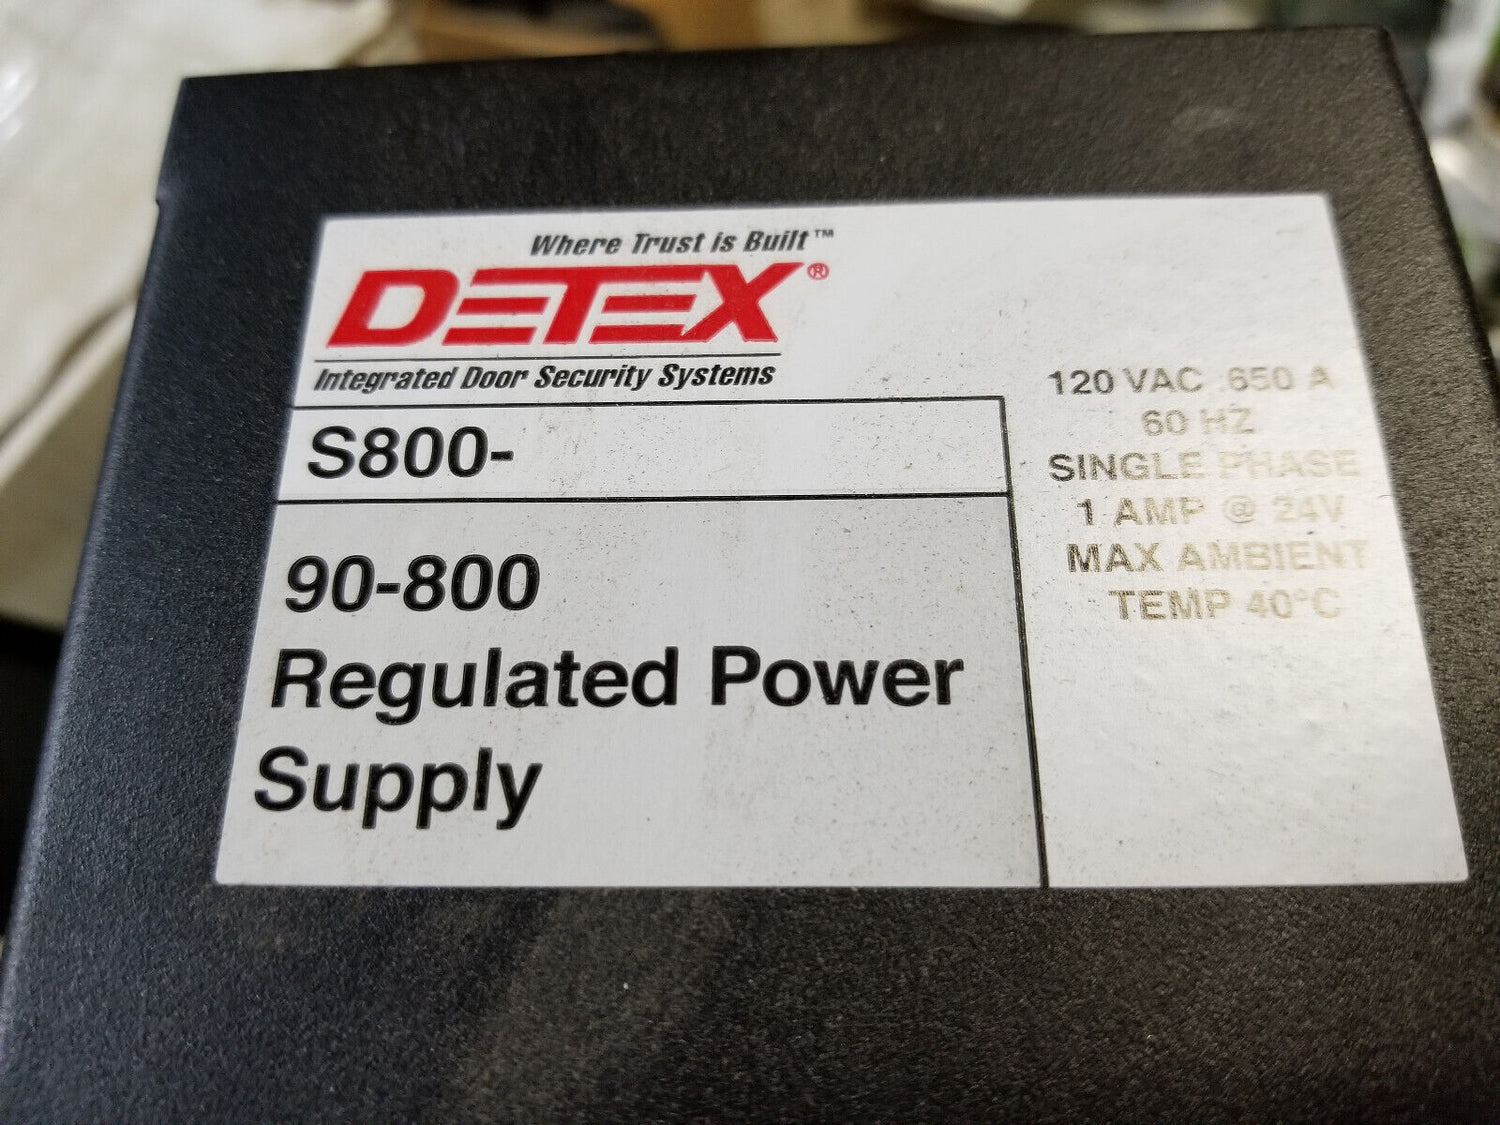 Where Trust is Built™
DETEX®
Integrated Door Security Systems
S800-
90-800
Regulated Power
Supply
120 VAC .650 A
60 HZ
SINGLE PHASE
1 AMP @ 24V
MAX AMBIENT
TEMP 40°C